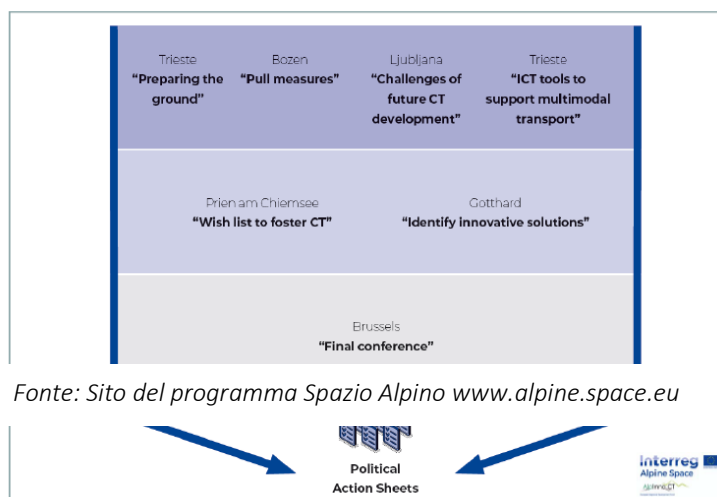 Trieste
“Preparing the
ground”
Bozen
“Pull measures”
Ljubljana
“Challenges of
future CT
development”
Trieste
“ICT tools to
support multimodal
transport”
Prien am Chiemsee
“Wish list to foster CT”
Gotthard
“Identify innovative solutions”
Brussels
“Final conference”
Fonte: Sito del programma Spazio Alpino www.alpine.space.eu
Political
Action Sheets
Interreg
Alpine Space